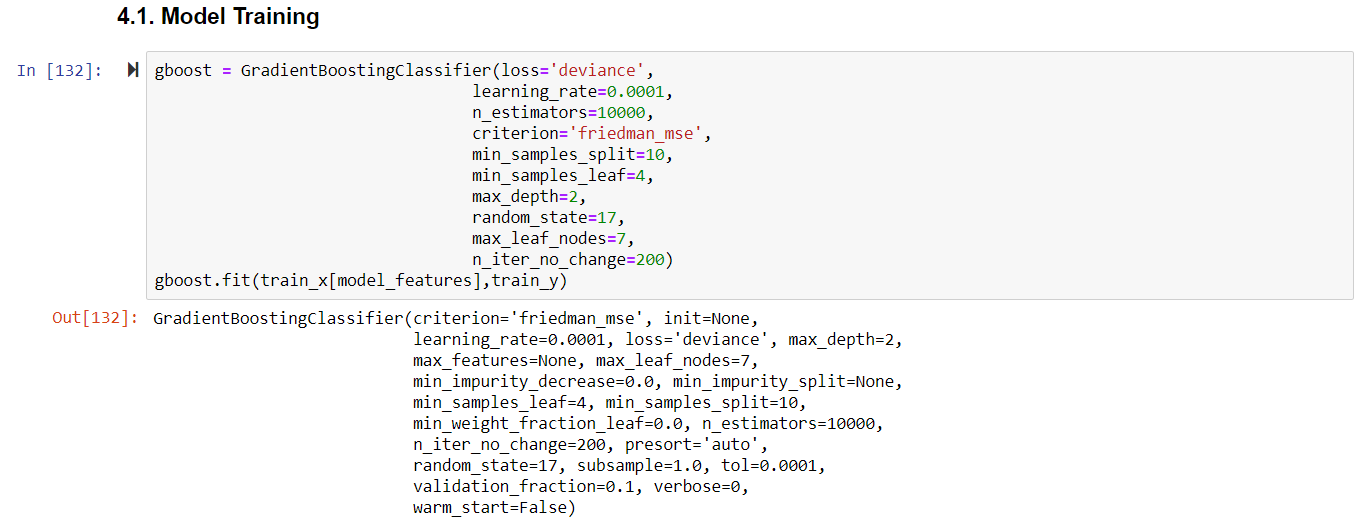 4.1. Model Training
In [132]: gboost = GradientBoostingClassifier(loss='deviance',
learning_rate=0.0001,
n_estimators=10000,
criterion='friedman_mse',
min_samples_split=10,
min_samples_leaf=4,
max_depth=2,
random_state=17,
max_leaf_nodes=7,
n_iter_no_change=200)
gboost.fit(train_x[model_features],train_y)
Out[132]: GradientBoostingClassifier(criterion='friedman_mse', init=None,
learning_rate=0.0001, loss='deviance', max_depth=2,
max_features=None, max_leaf_nodes=7,
min_impurity_decrease=0.0, min_impurity_split=None,
min_samples_leaf=4, min_samples_split=10,
min_weight_fraction_leaf=0.0, n_estimators=10000,
n_iter_no_change=200, presort='auto',
random_state=17, subsample=1.0, tol=0.0001,
validation_fraction=0.1, verbose=0,
warm_start=False)